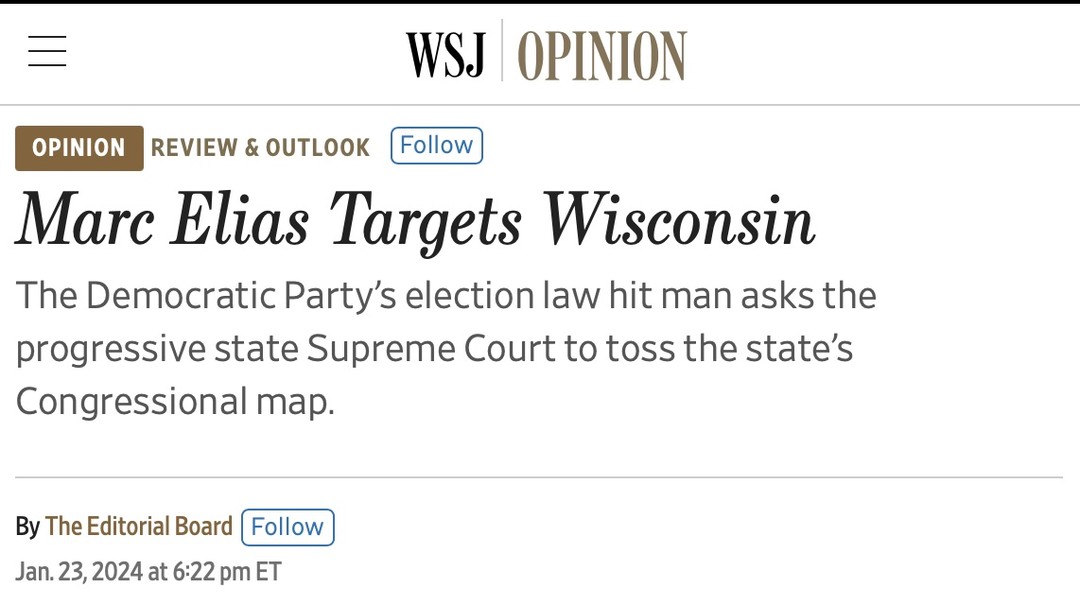 WSJ | OPINION
OPINION REVIEW & OUTLOOK Follow
Marc Elias Targets Wisconsin
The Democratic Party’s election law hit man asks the
progressive state Supreme Court to toss the state’s
Congressional map.
By The Editorial Board Follow
Jan. 23, 2024 at 6:22 pm ET